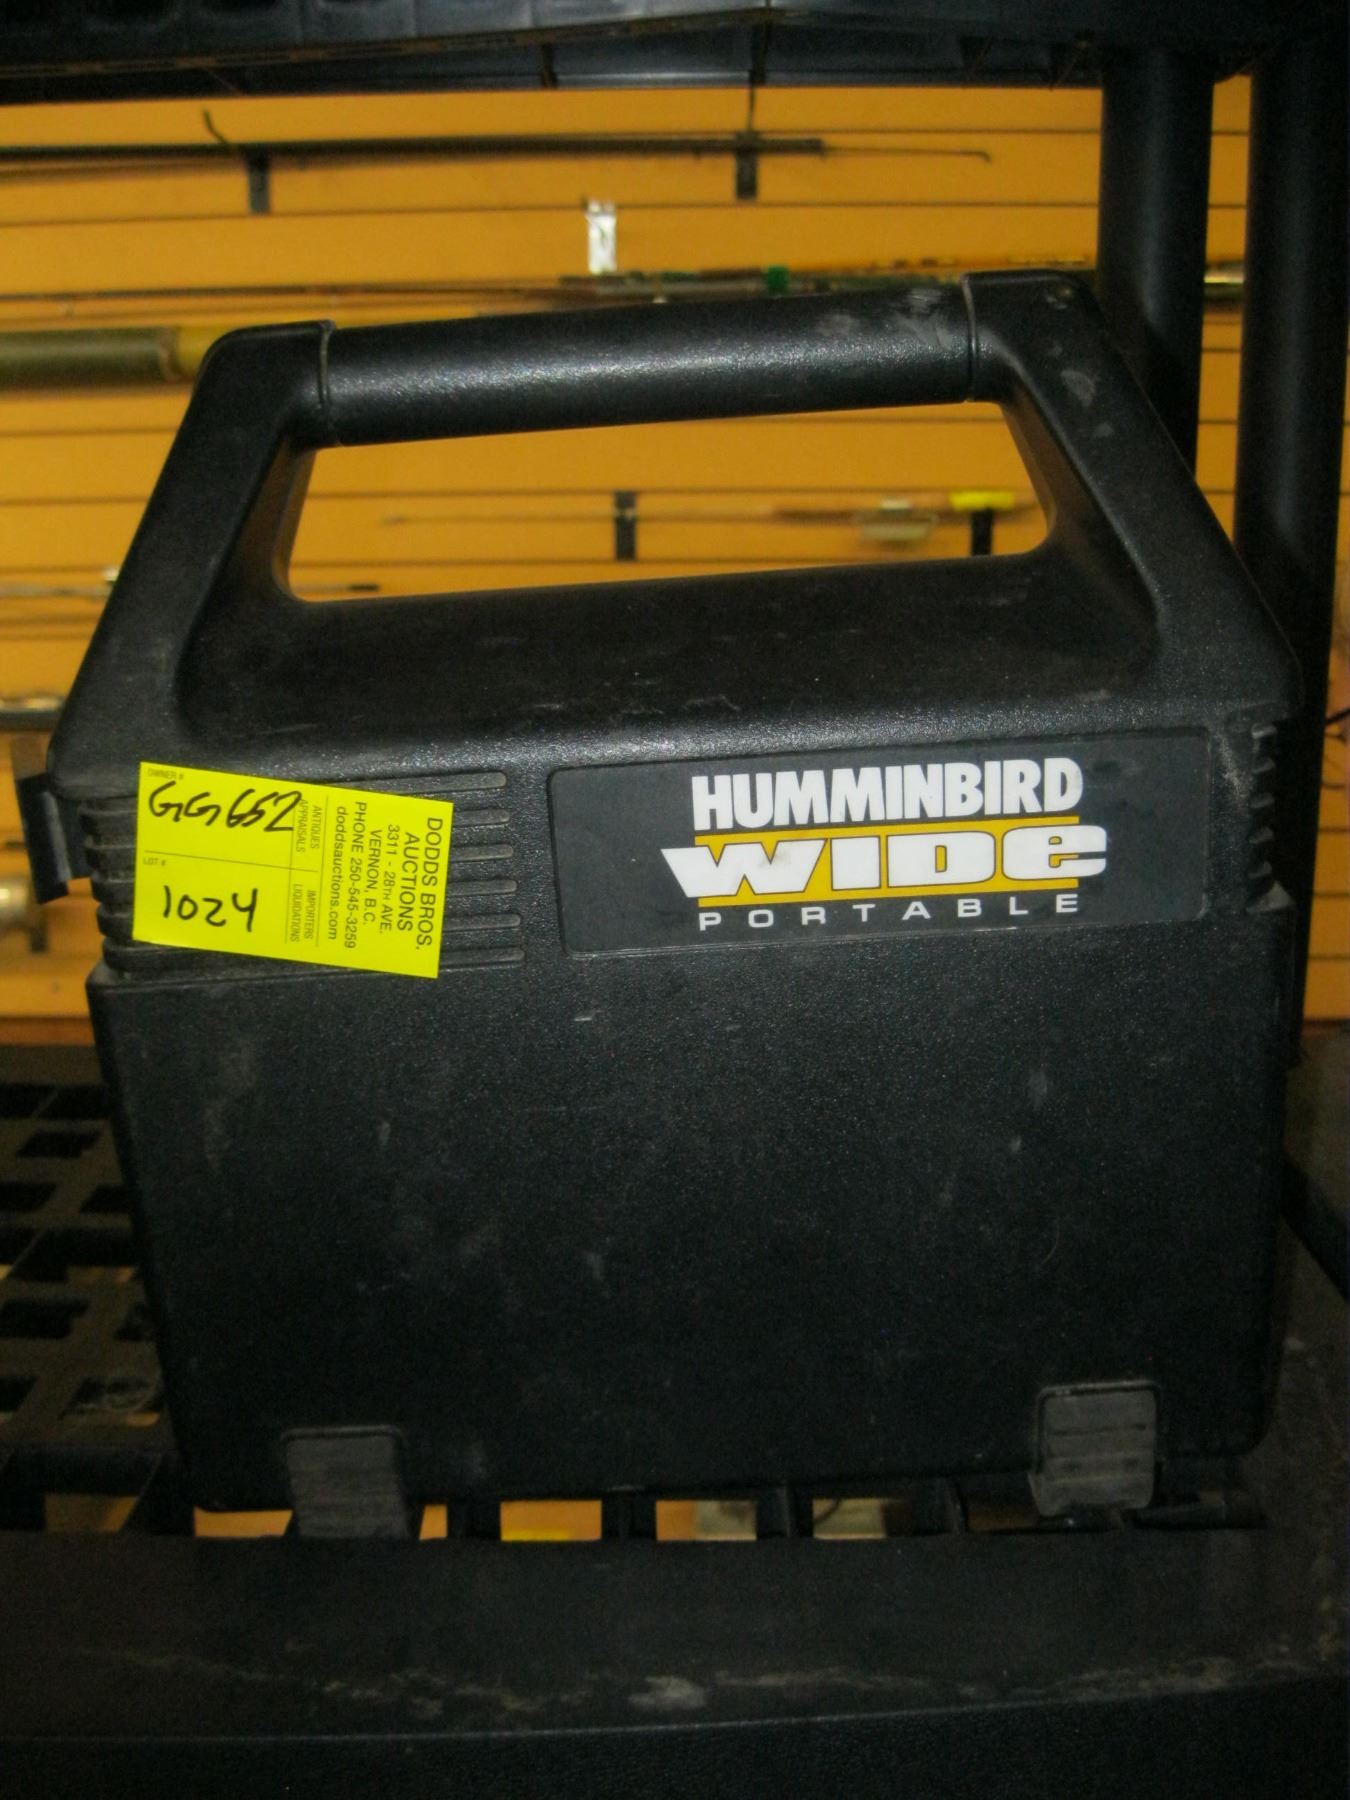 HUMMINBIRD
WIDE
PORTABLE
OWNER #
GG652
LOT #
1024
ANTIQUES
APPRAISALS
IMPORTERS
LIQUIDATIONS
DODDS BROS.
AUCTIONS
3311 - 28TH AVE.
VERNON, B.C.
PHONE 250-545-3259
doddsauctions.com